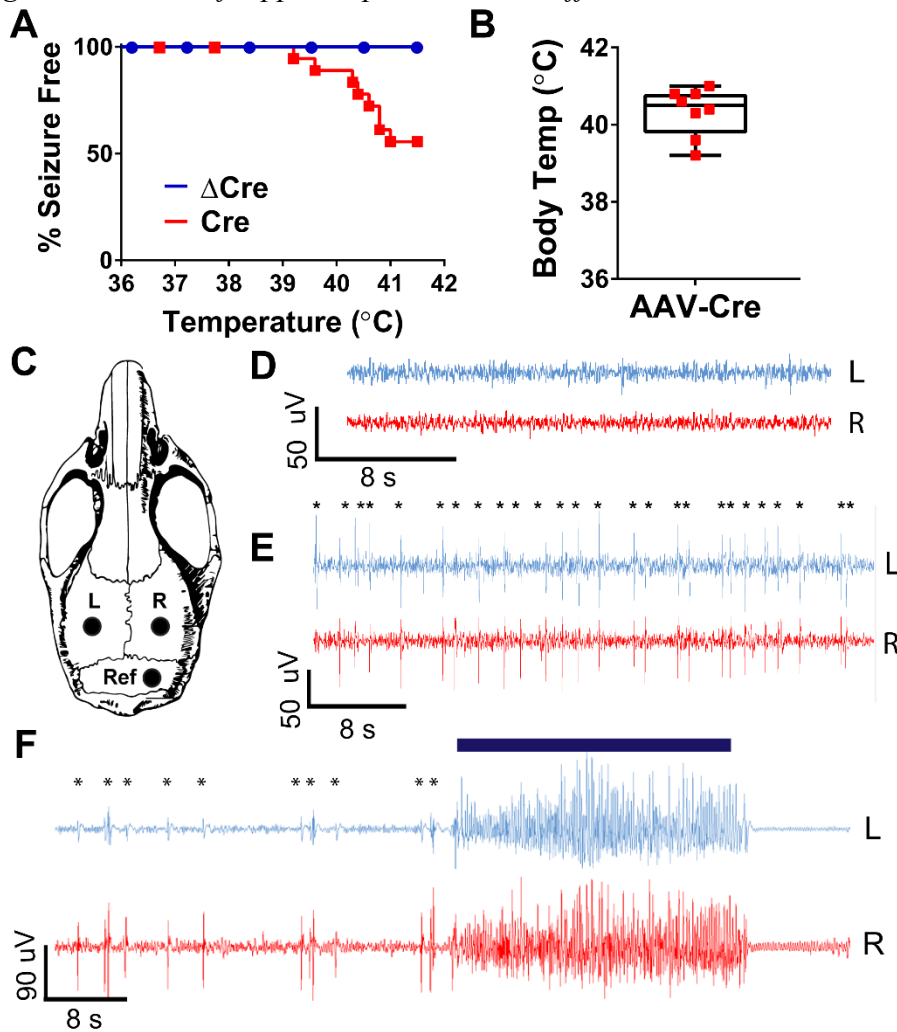 A
100
50
0
% Seizure Free
ΔCre
Cre
36 37 38 39 40 41 42
Temperature (°C)
B
42
40
38
36
Body Temp (°C)
AAV-Cre
C
L R
Ref
D
L
R
50 uV
8 s
* * * * * * * * * * * * * * * * * * * * * * * * * *
E
L
R
50 uV
8 s
F
* * * * * * * * * *
L
R
90 uV
8 s